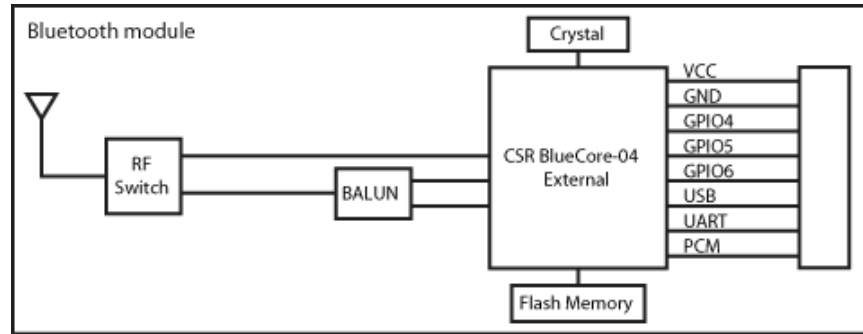 Bluetooth module
Crystal
VCC
GND
GPIO4
GPIO5
GPIO6
USB
UART
PCM
CSR BlueCore-04
External
RF
Switch
BALUN
Flash Memory